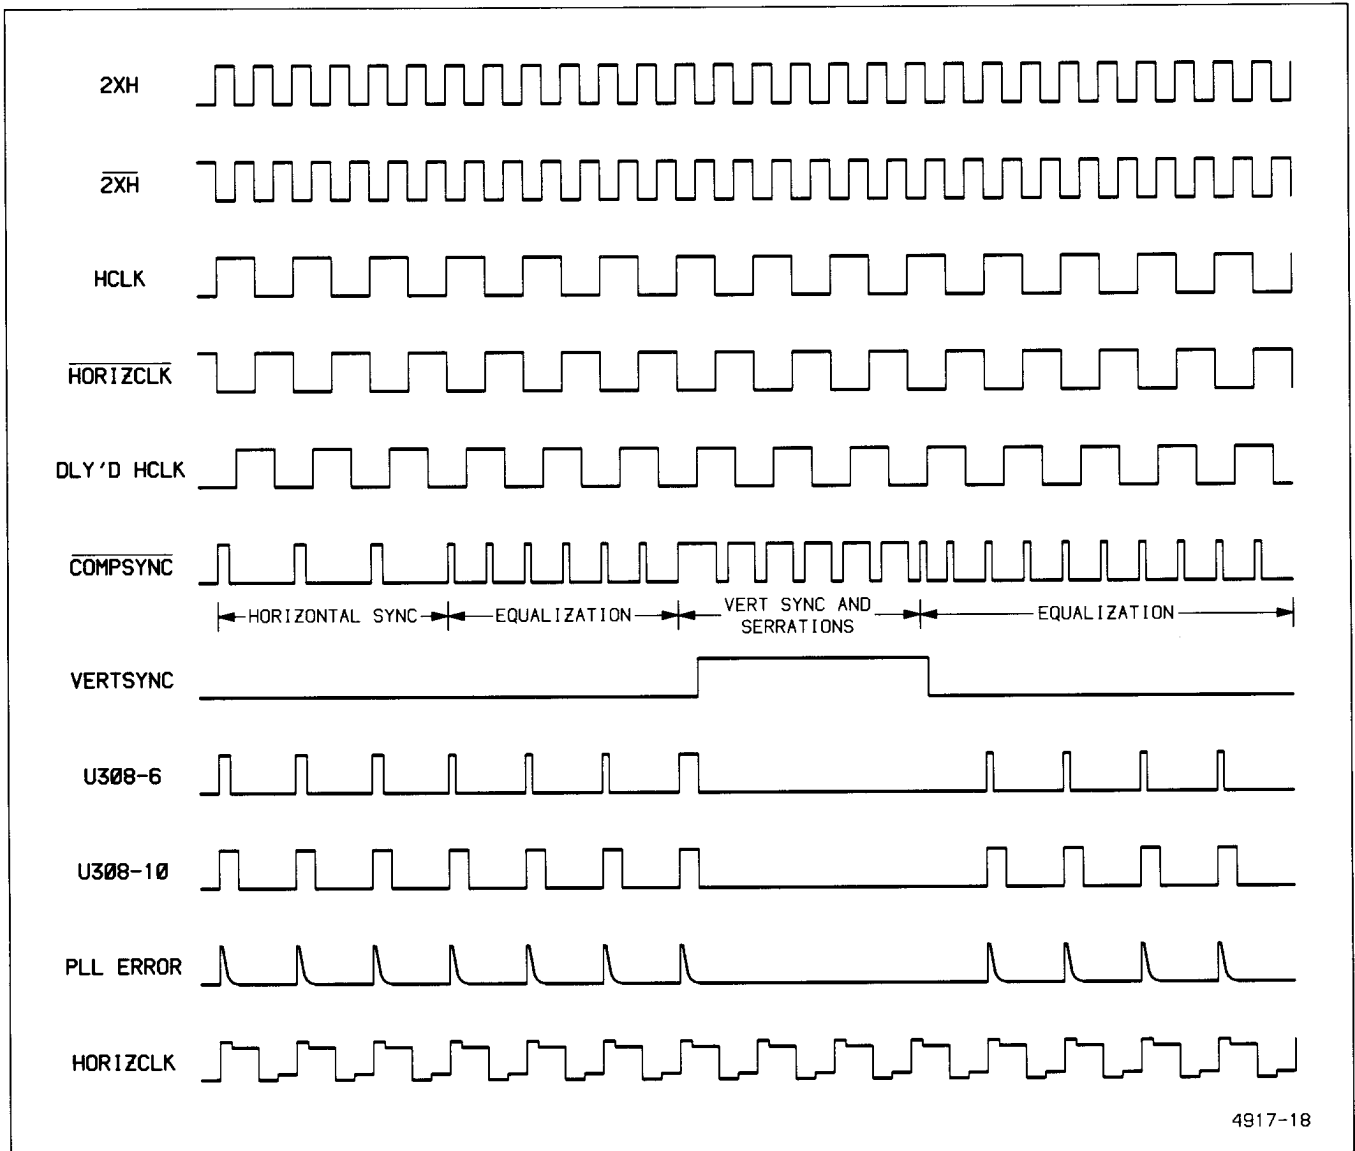 2XH
2XH
HCLK
HORIZCLK
DLY'D HCLK
COMPSYNC
HORIZONTAL SYNC
EQUALIZATION
VERT SYNC AND
SERRATIONS
EQUALIZATION
VERTSYNC
U308-6
U308-10
PLL ERROR
HORIZCLK
4917-18